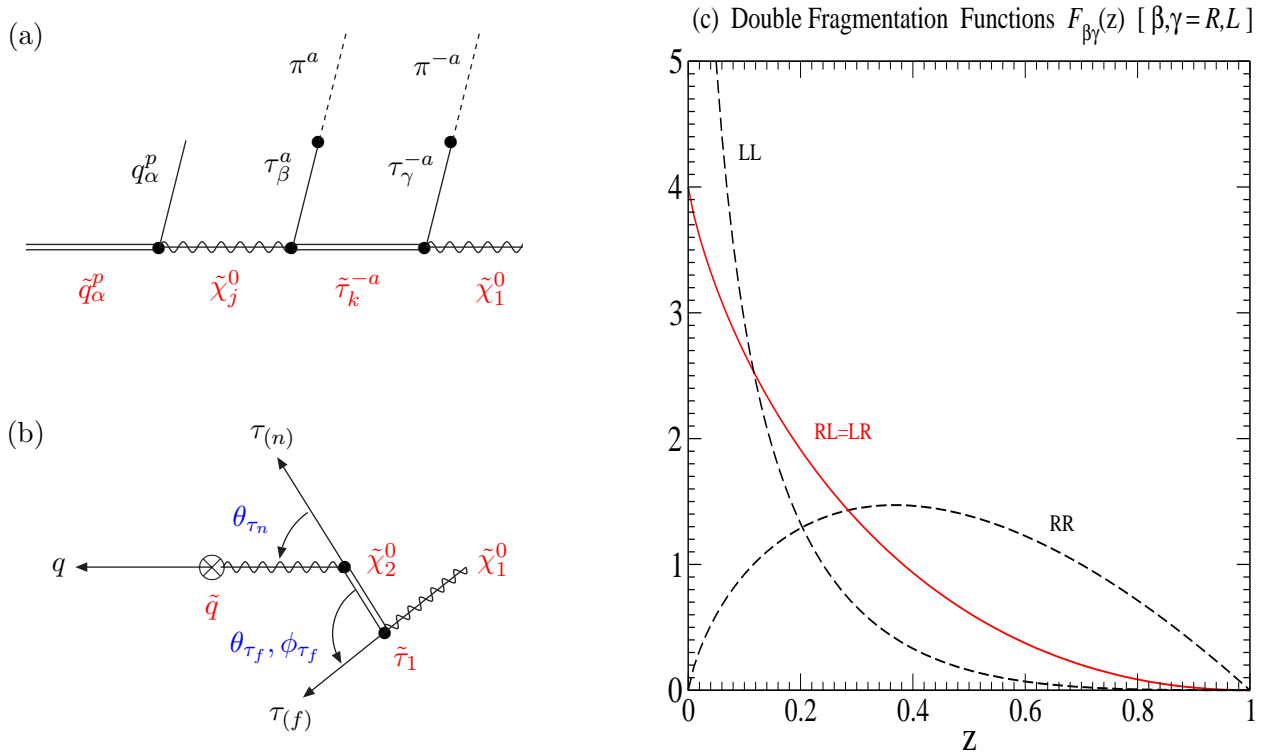 (a)
π^a π^{-a}
q^p_α τ^a_β τ^{-a}_γ
q̃^p_α χ̃^0_j τ̃^{-a}_k χ̃^0_1
(b)
τ_(n)
θ_{τ_n}
q q̃ χ̃^0_2 χ̃^0_1
θ_{τ_f}, φ_{τ_f} τ̃_1
τ_(f)
(c) Double Fragmentation Functions F_{βγ}(z) [ β,γ = R,L ]
5
LL
4
3
2
RL=LR
RR
1
0
0 0.2 0.4 0.6 0.8 1
z